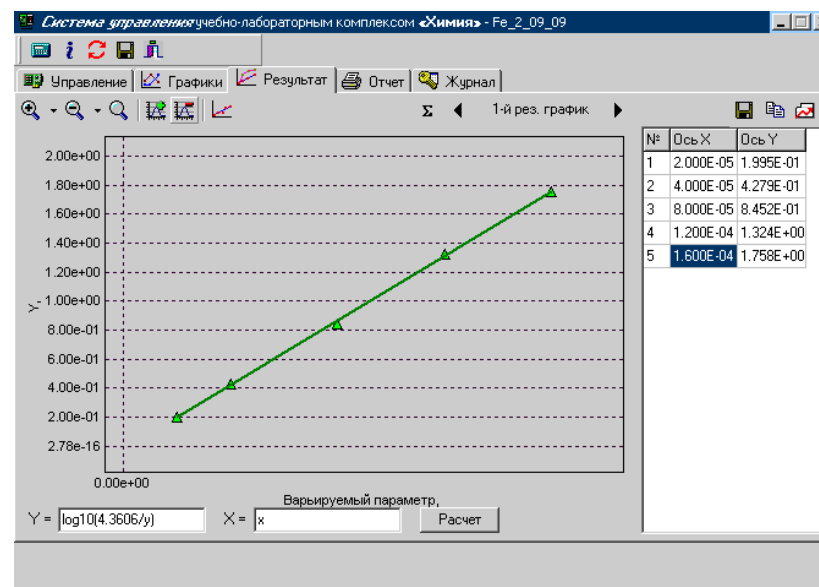 Система управления учебно-лабораторным комплексом «Химия» - Fe_2_09_09
Управление Графики Результат Отчет Журнал
Σ 1-й рез. график
№ Ось X Ось Y
1 2.000E-05 1.995E-01
2 4.000E-05 4.279E-01
3 8.000E-05 8.452E-01
4 1.200E-04 1.324E+00
5 1.600E-04 1.758E+00
2.00e+00
1.80e+00
1.60e+00
1.40e+00
1.20e+00
1.00e+00
8.00e-01
6.00e-01
4.00e-01
2.00e-01
2.78e-16
Y,
0.00e+00
Варьируемый параметр,
Y = log10(4.3606/y) X = x Расчет